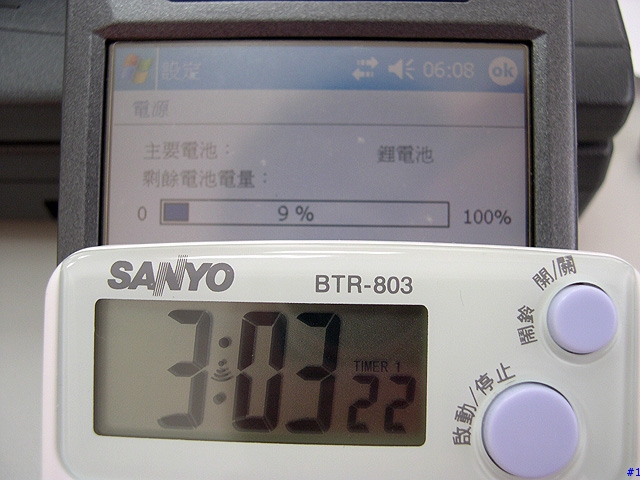 設定 06:08 ok
電源
主要電池： 鋰電池
剩餘電池電量：
0 9% 100%
SANYO BTR-803
開/關
鬧鈴
3:03 22
TIMER 1
啟動/停止
#1